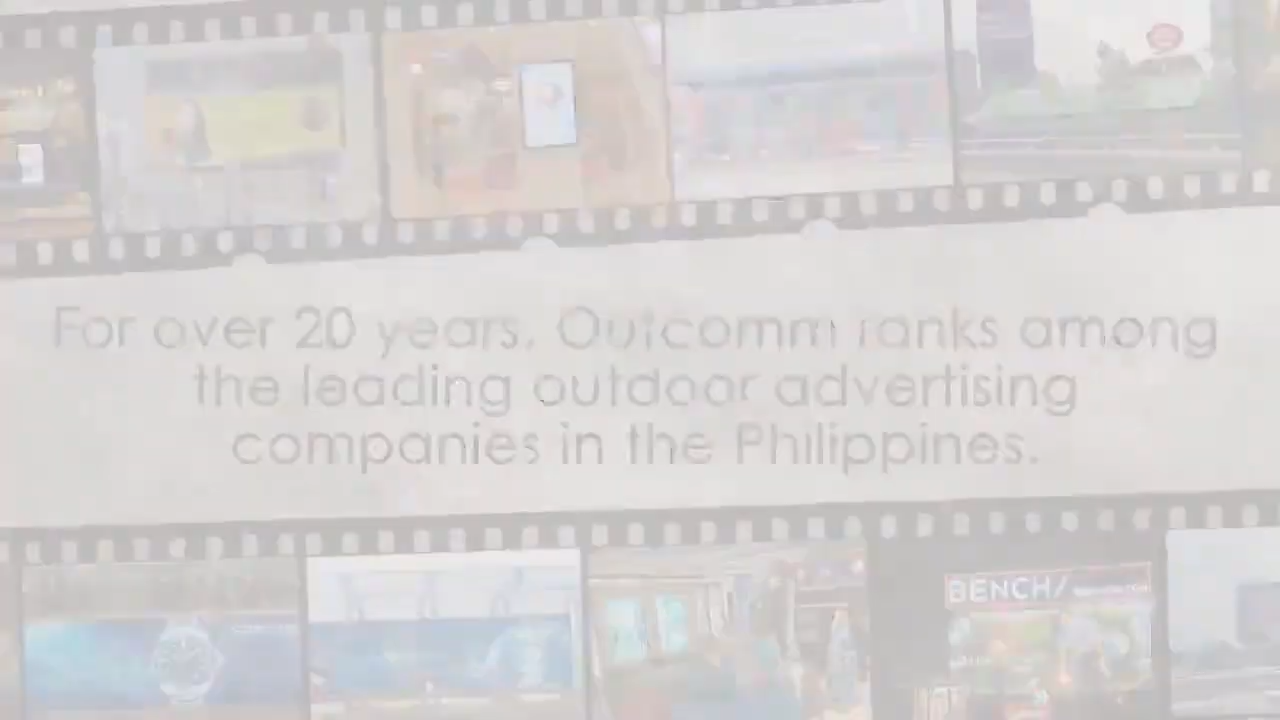 For over 20 years, Outcomm ranks among
the leading outdoor advertising
companies in the Philippines.
BENCH/